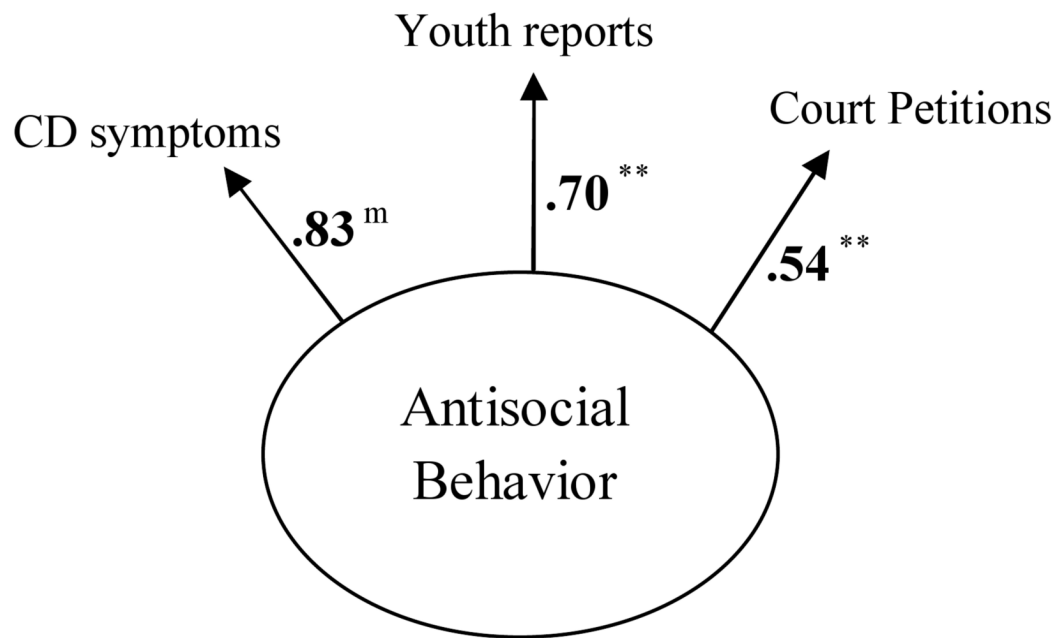 Youth reports
Court Petitions
CD symptoms
.70 **
.83 m
.54 **
Antisocial
Behavior